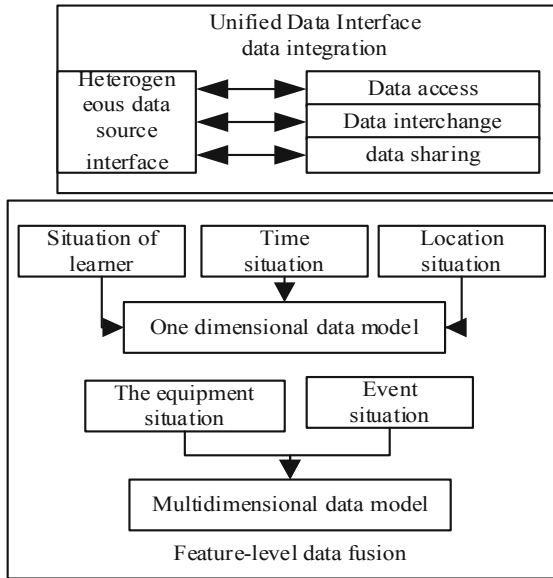 Unified Data Interface
data integration
Heterogen
eous data
source
interface
Data access
Data interchange
data sharing
Situation of
learner
Time
situation
Location
situation
One dimensional data model
The equipment
situation
Event
situation
Multidimensional data model
Feature-level data fusion